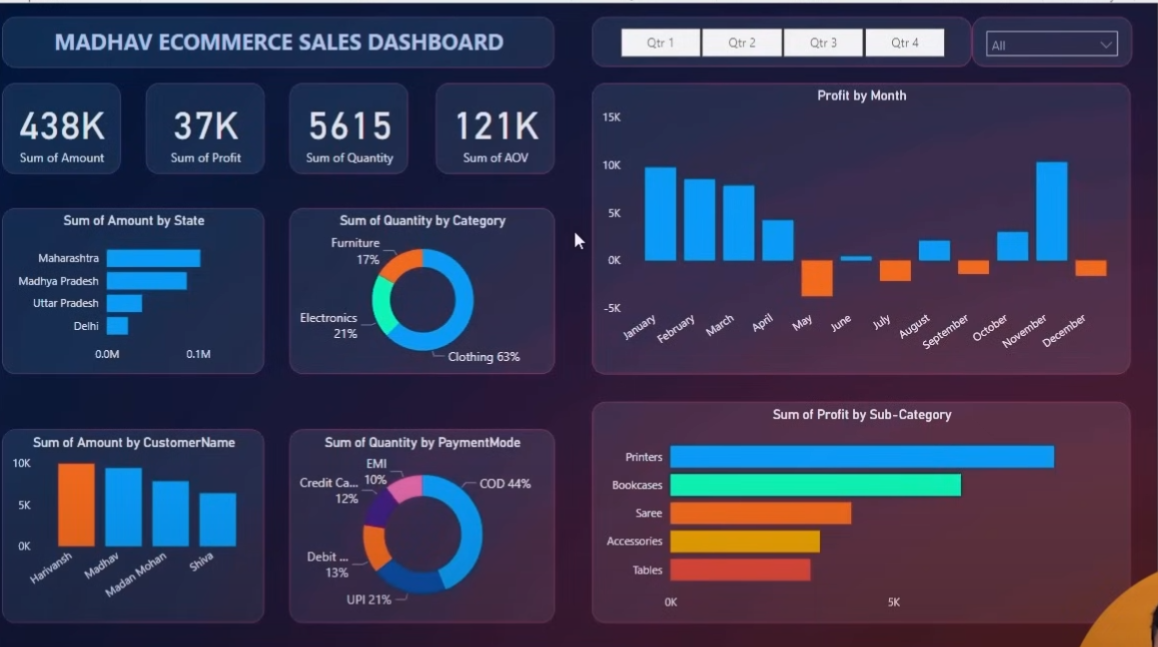 MADHAV ECOMMERCE SALES DASHBOARD
Qtr 1 Qtr 2 Qtr 3 Qtr 4
All
438K
Sum of Amount
37K
Sum of Profit
5615
Sum of Quantity
121K
Sum of AOV
Profit by Month
15K
10K
5K
0K
-5K
January
February
March
April
May
June
July
August
September
October
November
December
Sum of Amount by State
Maharashtra
Madhya Pradesh
Uttar Pradesh
Delhi
0.0M 0.1M
Sum of Quantity by Category
Furniture
17%
Electronics
21%
Clothing 63%
Sum of Amount by CustomerName
10K
5K
0K
Harivansh
Madhav
Madan Mohan
Shiva
Sum of Quantity by PaymentMode
EMI
10%
Credit Ca...
12%
COD 44%
Debit ...
13%
UPI 21%
Sum of Profit by Sub-Category
Printers
Bookcases
Saree
Accessories
Tables
0K 5K